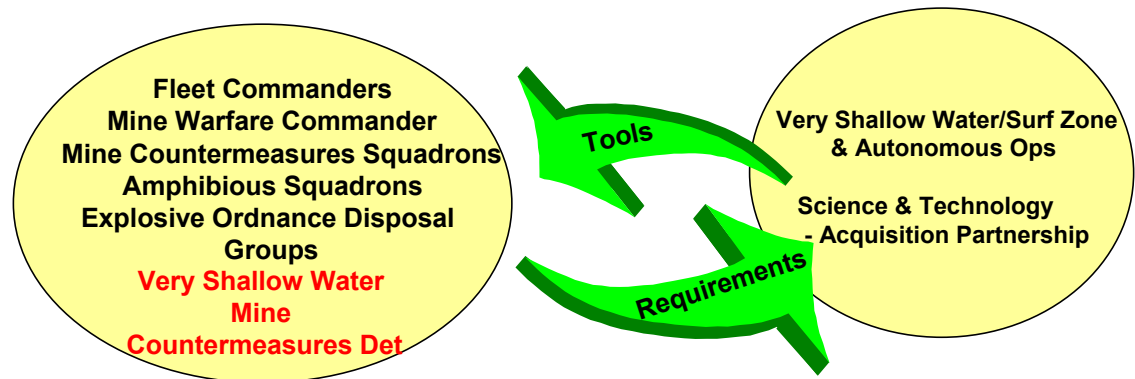 Fleet Commanders
Mine Warfare Commander
Mine Countermeasures Squadrons
Amphibious Squadrons
Explosive Ordnance Disposal
Groups
Very Shallow Water
Mine
Countermeasures Det
Tools
Requirements
Very Shallow Water/Surf Zone
& Autonomous Ops
Science & Technology
- Acquisition Partnership